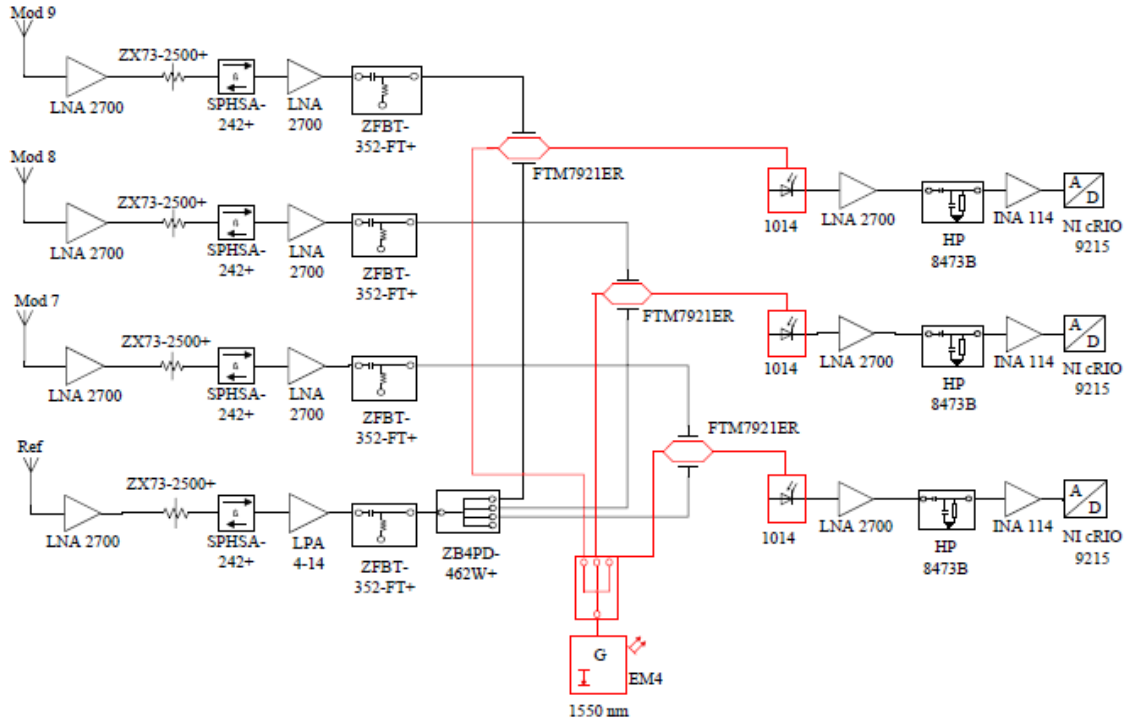 Mod 9
ZX73-2500+
LNA 2700
G
SPHSA-
242+
LNA
2700
ZFBT-
352-FT+
FTM7921ER
Mod 8
ZX73-2500+
LNA 2700
G
SPHSA-
242+
LNA
2700
ZFBT-
352-FT+
1014
LNA 2700
HP
8473B
INA 114
A
D
NI cRIO
9215
FTM7921ER
Mod 7
ZX73-2500+
LNA 2700
G
SPHSA-
242+
LNA
2700
ZFBT-
352-FT+
1014
LNA 2700
HP
8473B
INA 114
A
D
NI cRIO
9215
FTM7921ER
Ref
ZX73-2500+
LNA 2700
G
SPHSA-
242+
LPA
4-14
ZFBT-
352-FT+
ZB4PD-
462W+
1014
LNA 2700
HP
8473B
INA 114
A
D
NI cRIO
9215
G
EM4
1550 nm